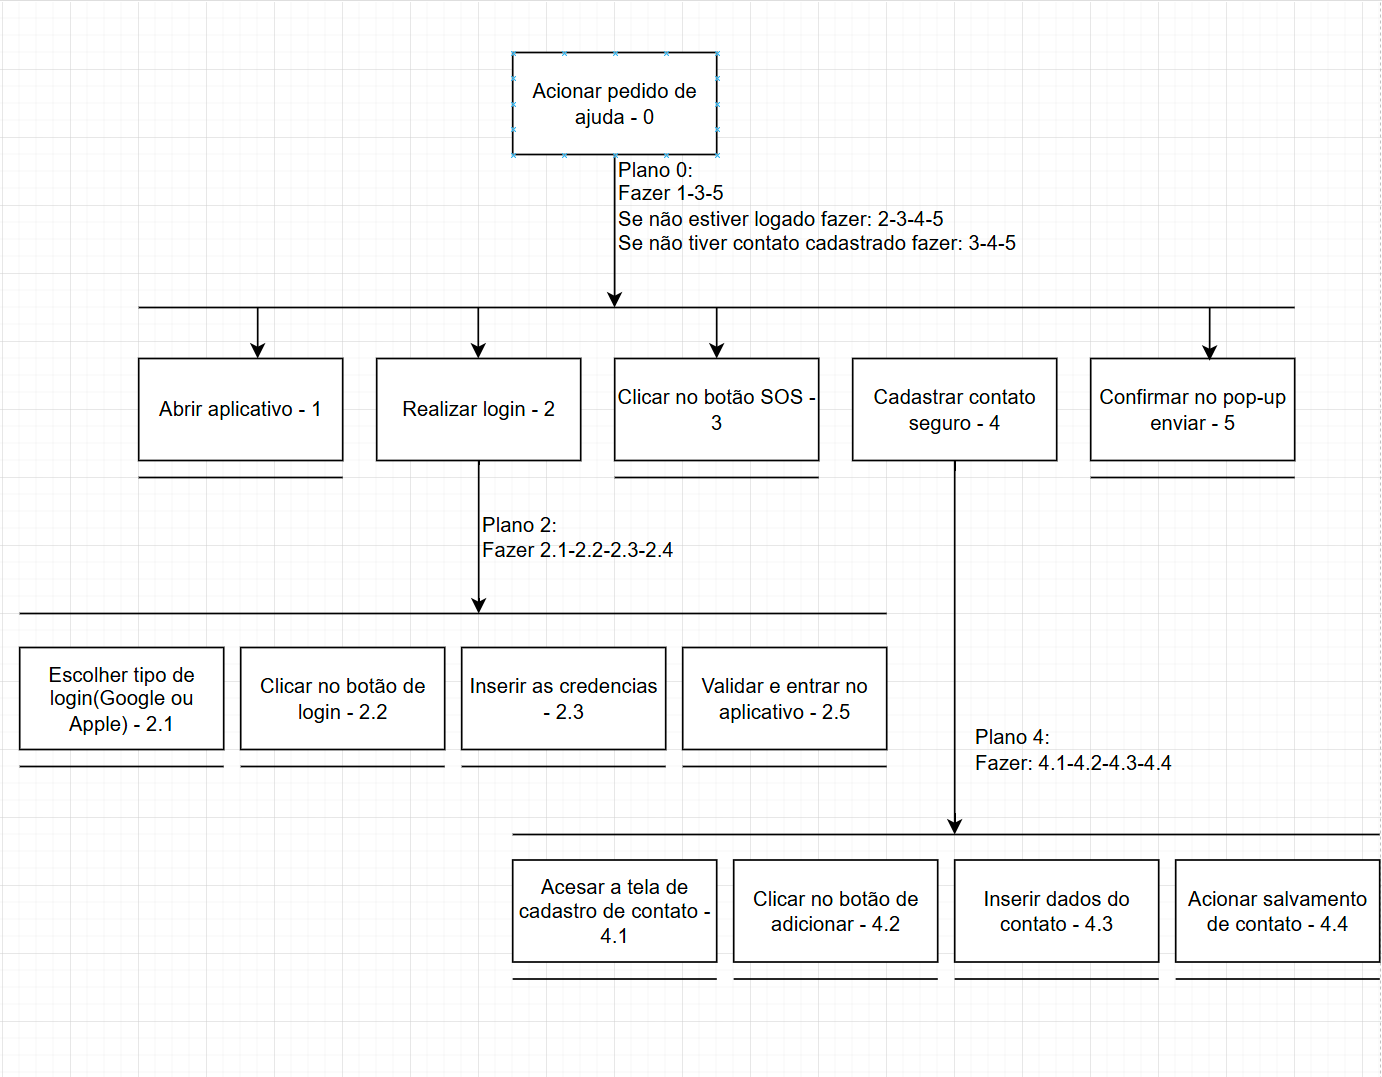 Acionar pedido de
ajuda - 0
Plano 0:
Fazer 1-3-5
Se não estiver logado fazer: 2-3-4-5
Se não tiver contato cadastrado fazer: 3-4-5
Abrir aplicativo - 1
Realizar login - 2
Clicar no botão SOS -
3
Cadastrar contato
seguro - 4
Confirmar no pop-up
enviar - 5
Plano 2:
Fazer 2.1-2.2-2.3-2.4
Escolher tipo de
login(Google ou
Apple) - 2.1
Clicar no botão de
login - 2.2
Inserir as credencias
- 2.3
Validar e entrar no
aplicativo - 2.5
Plano 4:
Fazer: 4.1-4.2-4.3-4.4
Acesar a tela de
cadastro de contato -
4.1
Clicar no botão de
adicionar - 4.2
Inserir dados do
contato - 4.3
Acionar salvamento
de contato - 4.4